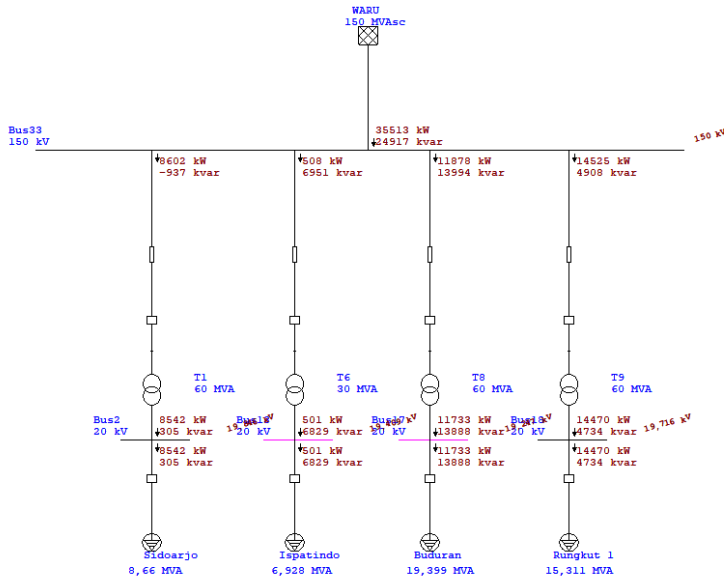 WARU
150 MVAsc
Bus33
150 kV
35513 kW
24917 kvar
150 kV
8602 kW
-937 kvar
508 kW
6951 kvar
11878 kW
13994 kvar
14525 kW
4908 kvar
T1
60 MVA
T6
30 MVA
T8
60 MVA
T9
60 MVA
Bus2
20 kV
8542 kW
305 kvar
20 kV
501 kW
6829 kvar
20 kV
11733 kW
13888 kvar
20 kV
14470 kW
4734 kvar
19,716 kV
8542 kW
305 kvar
501 kW
6829 kvar
11733 kW
13888 kvar
14470 kW
4734 kvar
Sidoarjo
8,66 MVA
Ispatindo
6,928 MVA
Buduran
19,399 MVA
Rungkut 1
15,311 MVA